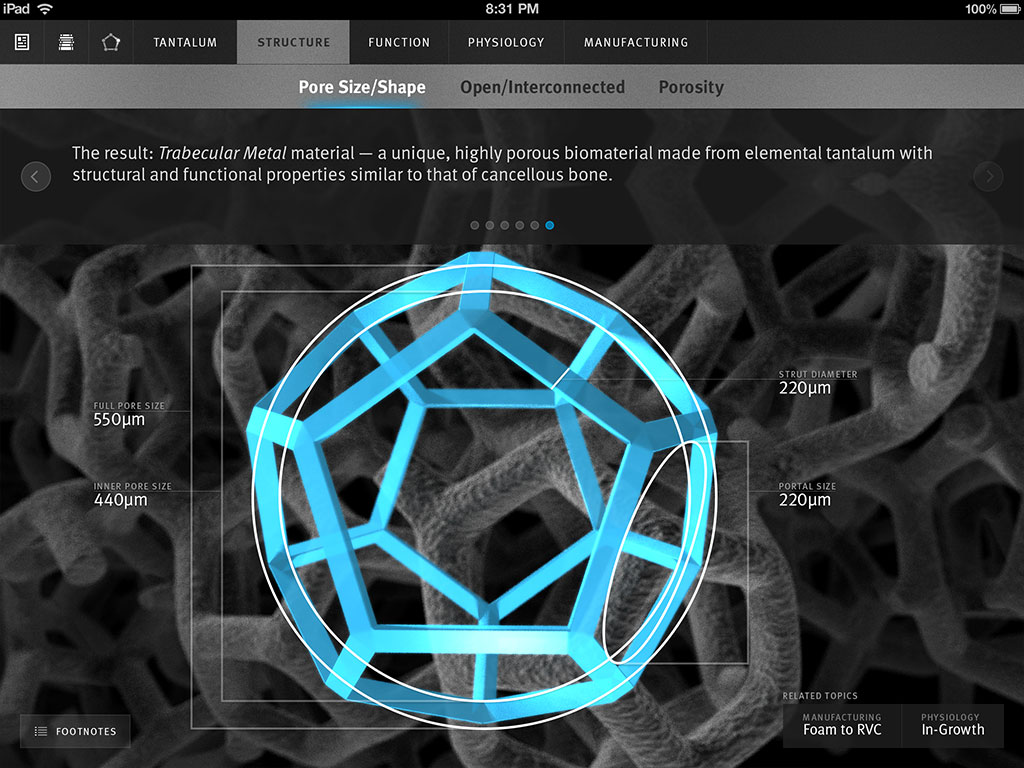 iPad 8:31 PM 100%
TANTALUM STRUCTURE FUNCTION PHYSIOLOGY MANUFACTURING
Pore Size/Shape Open/Interconnected Porosity
The result: Trabecular Metal material — a unique, highly porous biomaterial made from elemental tantalum with
structural and functional properties similar to that of cancellous bone.
STRUT DIAMETER
220μm
FULL PORE SIZE
550μm
INNER PORE SIZE
440μm
PORTAL SIZE
220μm
RELATED TOPICS
MANUFACTURING
Foam to RVC
PHYSIOLOGY
In-Growth
FOOTNOTES